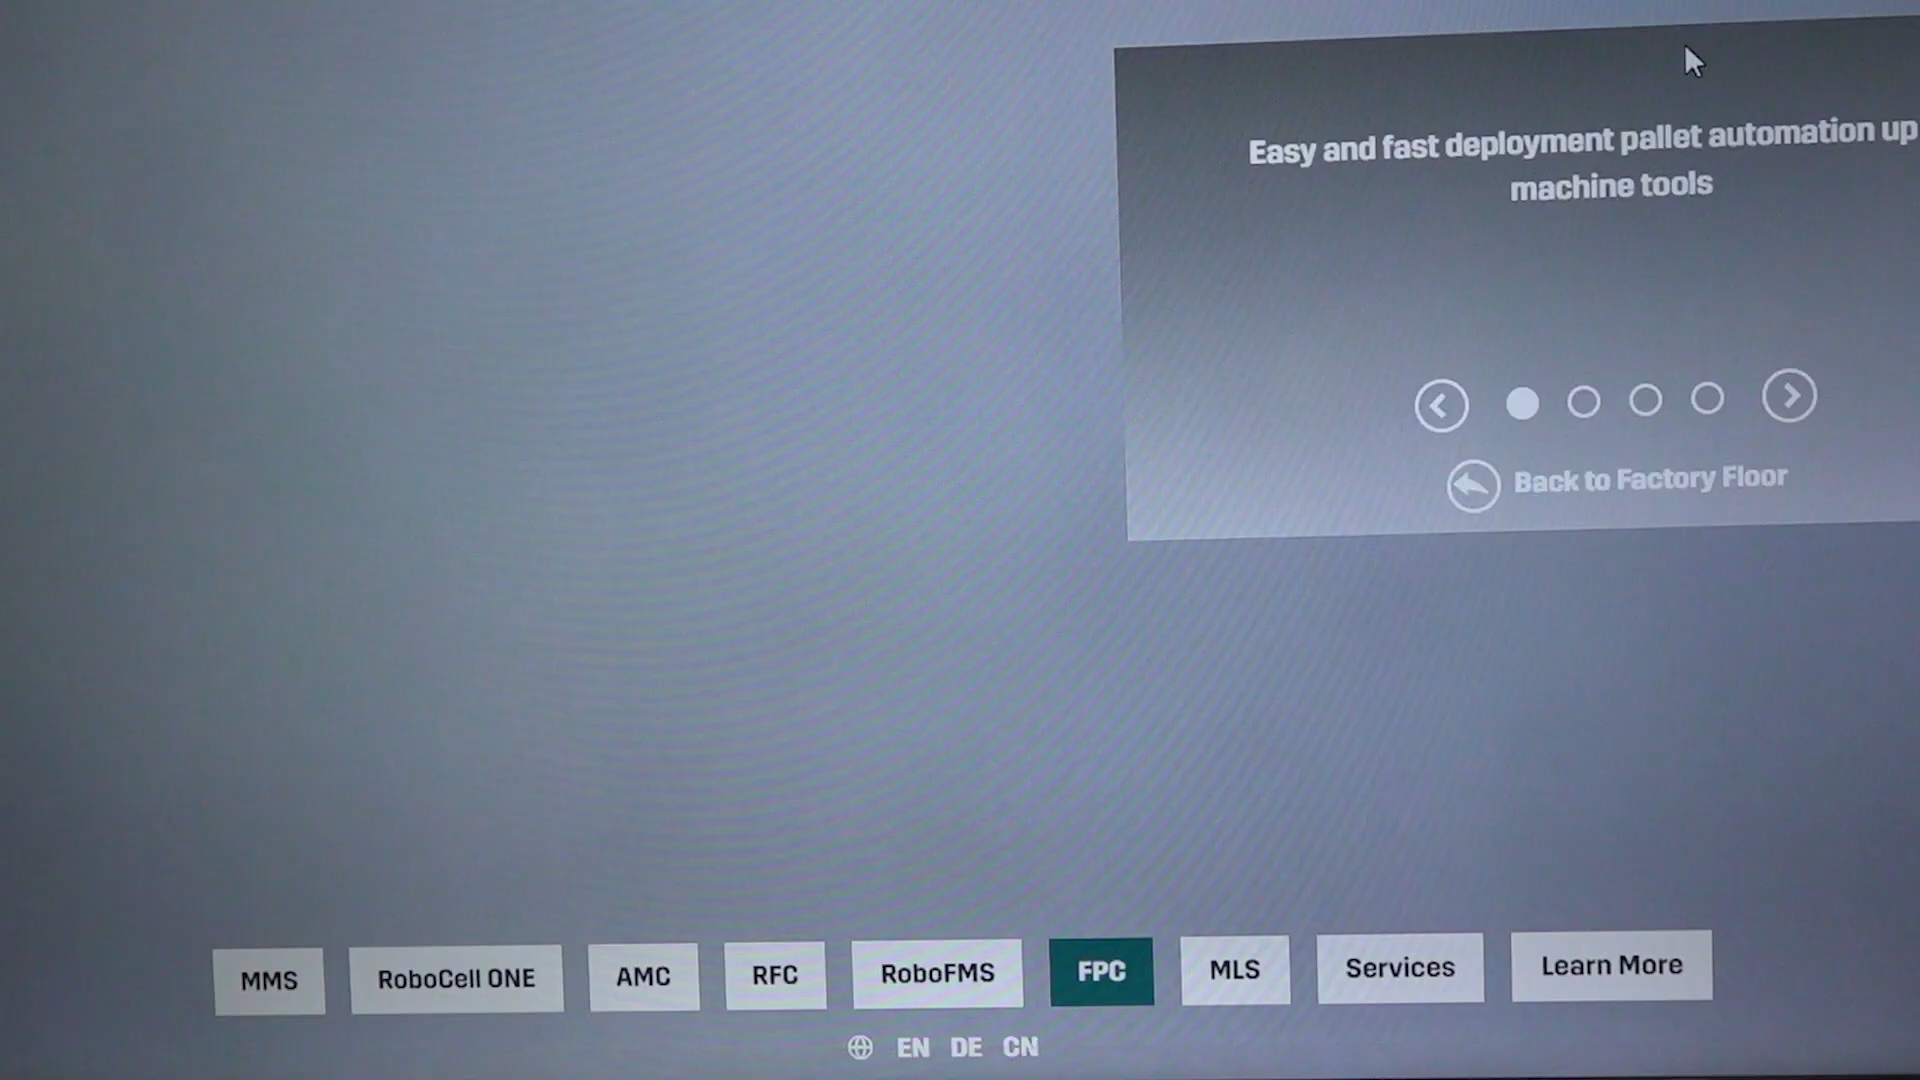 Easy and fast deployment pallet automation up
machine tools
Back to Factory Floor
MMS
RoboCell ONE
AMC
RFC
RoboFMS
FPC
MLS
Services
Learn More
EN DE CN